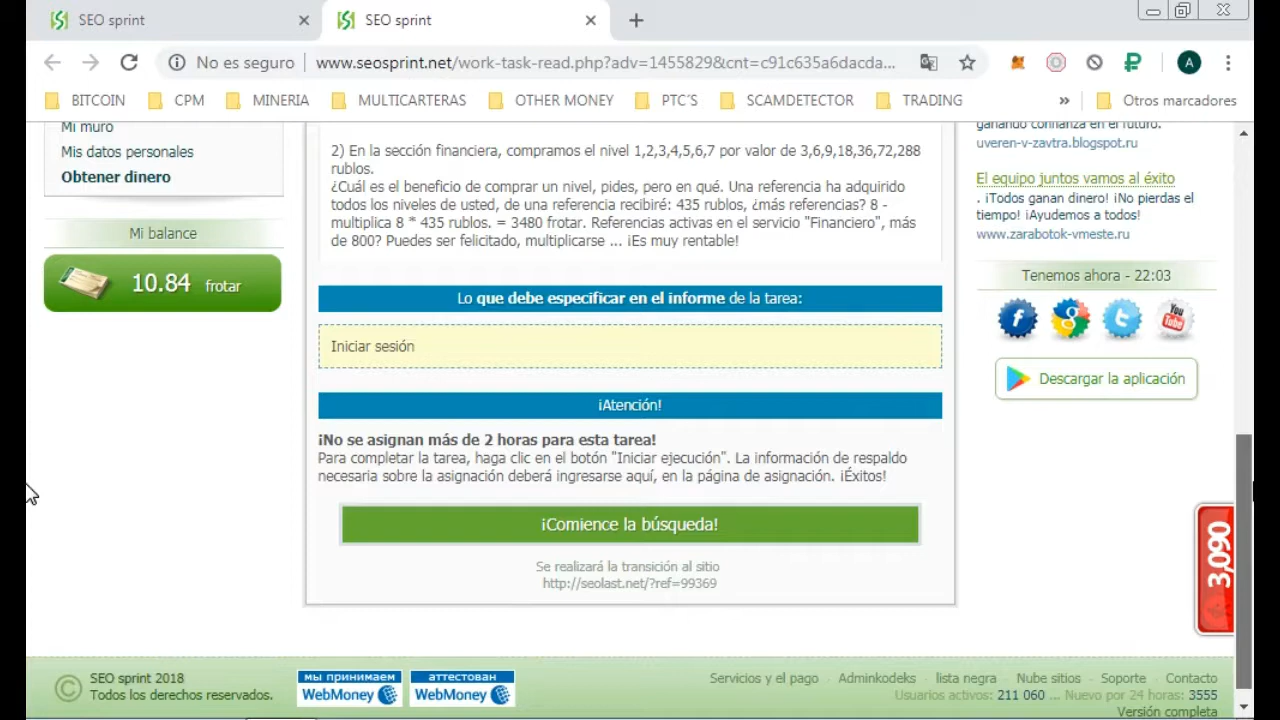 SEO sprint
SEO sprint
No es seguro
www.seosprint.net/work-task-read.php?adv=1455829&cnt=c91c635a6dacda...
A
BITCOIN
CPM
MINERIA
MULTICARTERAS
OTHER MONEY
PTC´S
SCAMDETECTOR
TRADING
»
Otros marcadores
Mi muro
Mis datos personales
Obtener dinero
Mi balance
10.84 frotar
2) En la sección financiera, compramos el nivel 1,2,3,4,5,6,7 por valor de 3,6,9,18,36,72,288
rublos.
¿Cuál es el beneficio de comprar un nivel, pides, pero en qué. Una referencia ha adquirido
todos los niveles de usted, de una referencia recibiré: 435 rublos, ¿más referencias? 8 -
multiplica 8 * 435 rublos. = 3480 frotar. Referencias activas en el servicio "Financiero", más
de 800? Puedes ser felicitado, multiplicarse ... ¡Es muy rentable!
Lo que debe especificar en el informe de la tarea:
Iniciar sesión
¡Atención!
¡No se asignan más de 2 horas para esta tarea!
Para completar la tarea, haga clic en el botón "Iniciar ejecución". La información de respaldo
necesaria sobre la asignación deberá ingresarse aquí, en la página de asignación. ¡Éxitos!
¡Comience la búsqueda!
Se realizará la transición al sitio
http://seolast.net/?ref=99369
ganando confianza en el futuro.
uveren-v-zavtra.blogspot.ru
El equipo juntos vamos al éxito
. ¡Todos ganan dinero! ¡No pierdas el
tiempo! ¡Ayudemos a todos!
www.zarabotok-vmeste.ru
Tenemos ahora - 22:03
You
Tube
Descargar la aplicación
3,090
© SEO sprint 2018
Todos los derechos reservados.
мы принимаем
WebMoney
аттестован
WebMoney
Servicios y el pago - Adminkodeks - lista negra - Nube sitios - Soporte - Contacto
Usuarios activos: 211 060 ... Nuevo por 24 horas: 3555
Versión completa